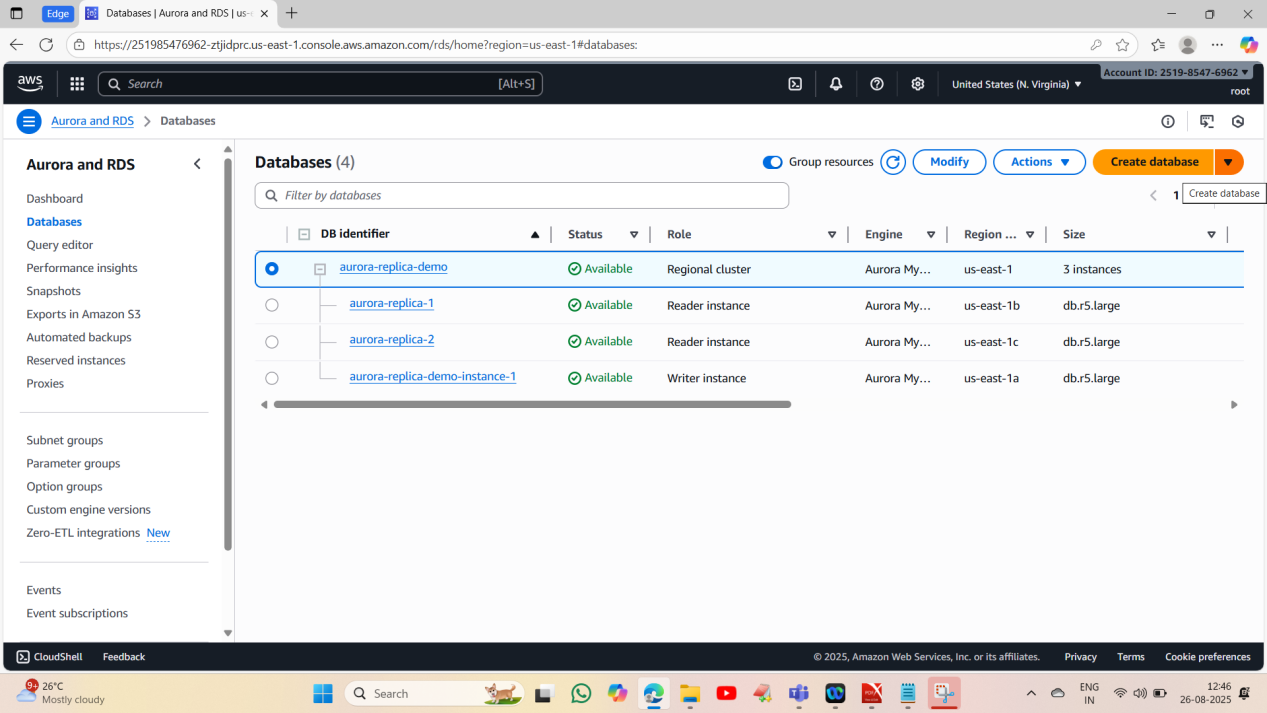 Edge
Databases | Aurora and RDS | us-
https://251985476962-ztjidprc.us-east-1.console.aws.amazon.com/rds/home?region=us-east-1#databases:
aws
Search [Alt+S]
United States (N. Virginia)
Account ID: 2519-8547-6962
root
Aurora and RDS > Databases
Aurora and RDS
Dashboard
Databases
Query editor
Performance insights
Snapshots
Exports in Amazon S3
Automated backups
Reserved instances
Proxies
Subnet groups
Parameter groups
Option groups
Custom engine versions
Zero-ETL integrations New
Events
Event subscriptions
Databases (4)
Group resources
Modify
Actions
Create database
Filter by databases
1
Create database
DB identifier Status Role Engine Region ... Size
aurora-replica-demo Available Regional cluster Aurora My... us-east-1 3 instances
aurora-replica-1 Available Reader instance Aurora My... us-east-1b db.r5.large
aurora-replica-2 Available Reader instance Aurora My... us-east-1c db.r5.large
aurora-replica-demo-instance-1 Available Writer instance Aurora My... us-east-1a db.r5.large
CloudShell Feedback
© 2025, Amazon Web Services, Inc. or its affiliates. Privacy Terms Cookie preferences
9+
26°C
Mostly cloudy
Search
ENG
IN
12:46
26-08-2025